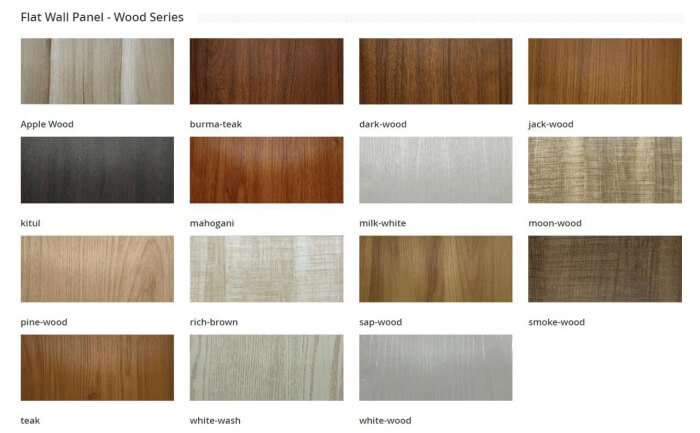 Flat Wall Panel - Wood Series
Apple Wood
burma-teak
dark-wood
jack-wood
kitul
mahogani
milk-white
moon-wood
pine-wood
rich-brown
sap-wood
smoke-wood
teak
white-wash
white-wood